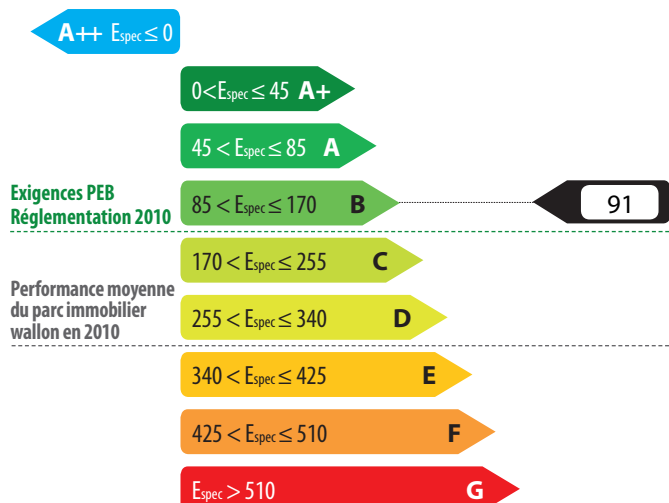 A++ Espec ≤ 0
0<Espec ≤ 45 A+
45 < Espec ≤ 85 A
Exigences PEB
Réglementation 2010
85 < Espec ≤ 170 B
91
170 < Espec ≤ 255 C
Performance moyenne
du parc immobilier
wallon en 2010
255 < Espec ≤ 340 D
340 < Espec ≤ 425 E
425 < Espec ≤ 510 F
Espec > 510 G